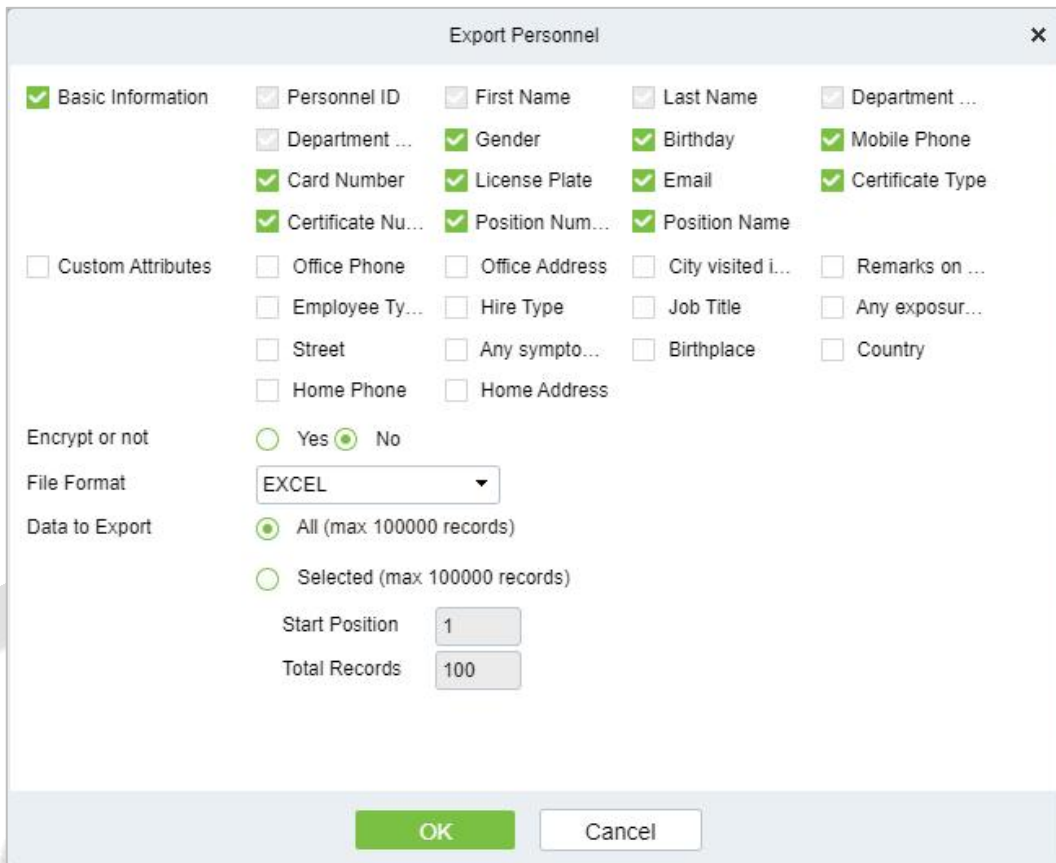 Export Personnel ×
Basic Information Personnel ID First Name Last Name Department ...
Department ... Gender Birthday Mobile Phone
Card Number License Plate Email Certificate Type
Certificate Nu... Position Num... Position Name
Custom Attributes Office Phone Office Address City visited i... Remarks on ...
Employee Ty... Hire Type Job Title Any exposur...
Street Any sympto... Birthplace Country
Home Phone Home Address
Encrypt or not Yes No
File Format EXCEL
Data to Export All (max 100000 records)
Selected (max 100000 records)
Start Position 1
Total Records 100
OK Cancel